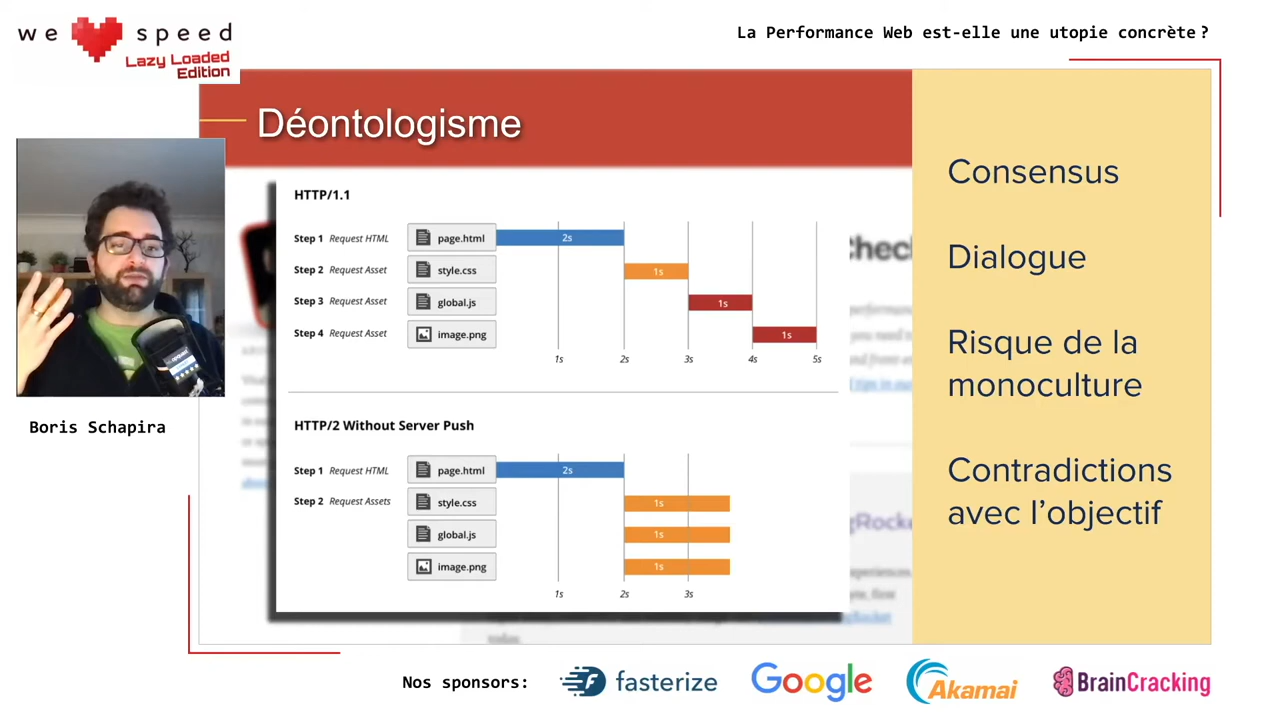 we speed
Lazy Loaded
Edition
La Performance Web est-elle une utopie concrète ?
Déontologisme
Boris Schapira
HTTP/1.1
Step 1 Request HTML page.html 2s
Step 2 Request Asset style.css 1s
Step 3 Request Asset global.js 1s
Step 4 Request Asset image.png 1s
1s 2s 3s 4s 5s
HTTP/2 Without Server Push
Step 1 Request HTML page.html 2s
Step 2 Request Assets style.css 1s
global.js 1s
image.png 1s
1s 2s 3s
Consensus
Dialogue
Risque de la
monoculture
Contradictions
avec l’objectif
Nos sponsors: fasterize Google Akamai BrainCracking